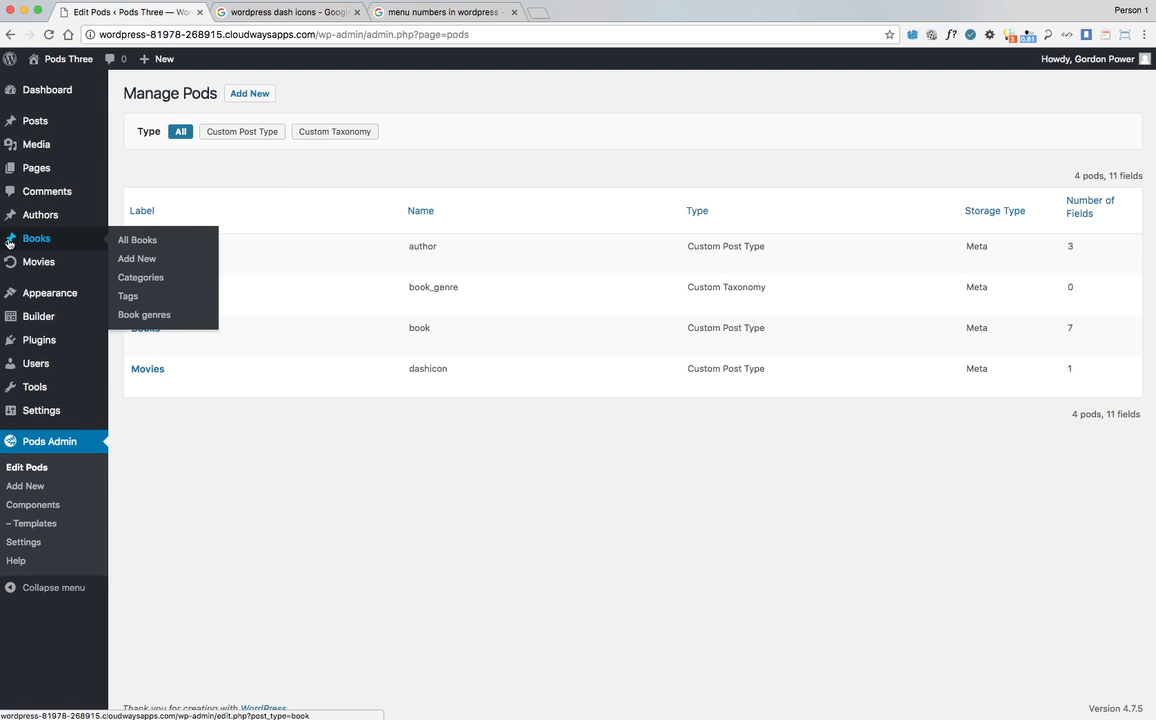 Edit Pods ‹ Pods Three — Wor
wordpress dash icons - Google
menu numbers in wordpress -
Person 1
wordpress-81978-268915.cloudwaysapps.com/wp-admin/admin.php?page=pods
f?
3
0.81
Pods Three
0
New
Howdy, Gordon Power
Dashboard
Posts
Media
Pages
Comments
Authors
Books
Movies
Appearance
Builder
Plugins
Users
Tools
Settings
Pods Admin
Edit Pods
Add New
Components
– Templates
Settings
Help
Collapse menu
All Books
Add New
Categories
Tags
Book genres
Manage Pods
Add New
Type
All
Custom Post Type
Custom Taxonomy
4 pods, 11 fields
Label Name Type Storage Type Number of Fields
author Custom Post Type Meta 3
book_genre Custom Taxonomy Meta 0
Books book Custom Post Type Meta 7
Movies dashicon Custom Post Type Meta 1
4 pods, 11 fields
Thank you for creating with WordPress.
Version 4.7.5
wordpress-81978-268915.cloudwaysapps.com/wp-admin/edit.php?post_type=book